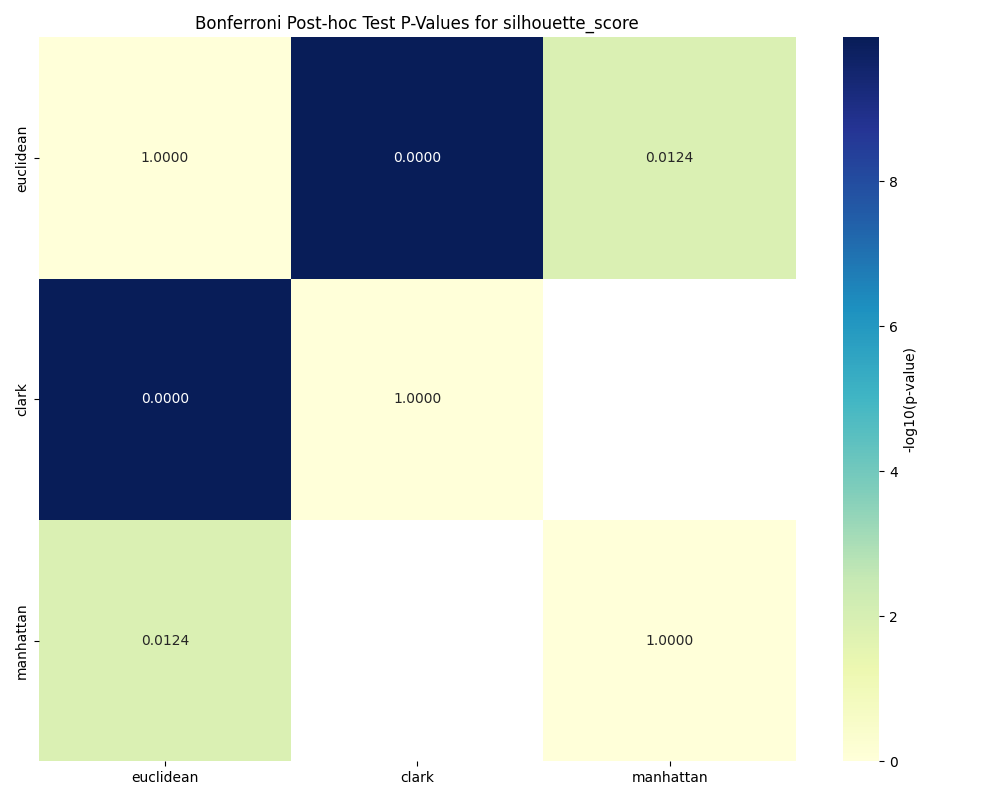 Bonferroni Post-hoc Test P-Values for silhouette_score
euclidean
1.0000
0.0000
0.0124
clark
0.0000
1.0000
manhattan
0.0124
1.0000
euclidean
clark
manhattan
8
6
4
2
0
-log10(p-value)